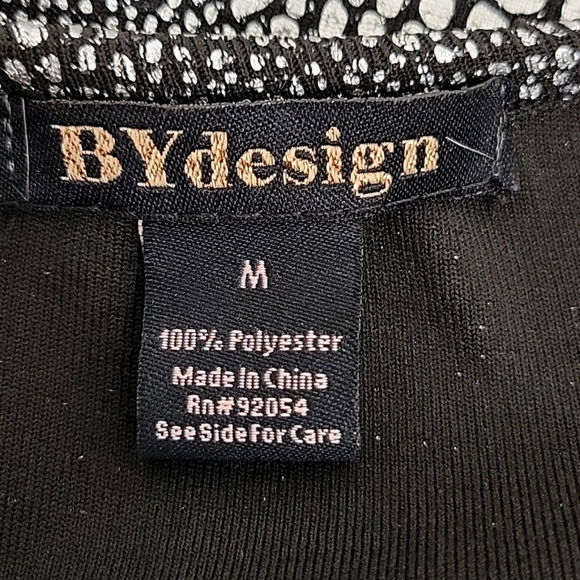 BYdesign
M
100% Polyester
Made In China
Rn#92054
See Side For Care